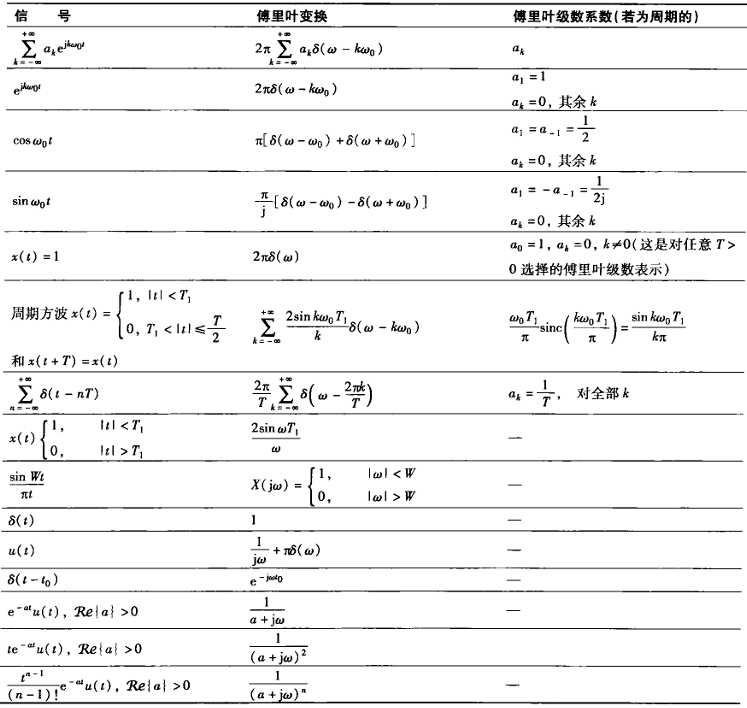 信 号 傅里叶变换 傅里叶级数系数(若为周期的)
$\sum_{k=-\infty}^{+\infty} a_k e^{jk\omega_0 t}$ $2\pi \sum_{k=-\infty}^{+\infty} a_k \delta(\omega - k\omega_0)$ $a_k$
$e^{jk\omega_0 t}$ $2\pi\delta(\omega - k\omega_0)$ $a_1 = 1$
$a_k = 0$, 其余 $k$
$\cos \omega_0 t$ $\pi[\delta(\omega - \omega_0) + \delta(\omega + \omega_0)]$ $a_1 = a_{-1} = \frac{1}{2}$
$a_k = 0$, 其余 $k$
$\sin \omega_0 t$ $\frac{\pi}{j}[\delta(\omega - \omega_0) - \delta(\omega + \omega_0)]$ $a_1 = -a_{-1} = \frac{1}{2j}$
$a_k = 0$, 其余 $k$
$x(t) = 1$ $2\pi\delta(\omega)$ $a_0 = 1, a_k = 0, k \neq 0$(这是对任意 $T >$
$0$ 选择的傅里叶级数表示)
周期方波 $x(t) = \begin{cases} 1, |t| < T_1 \\ 0, T_1 < |t| \leq \frac{T}{2} \end{cases}$ $\sum_{k=-\infty}^{+\infty} \frac{2\sin k\omega_0 T_1}{k} \delta(\omega - k\omega_0)$ $\frac{\omega_0 T_1}{\pi} \text{sinc}\left(\frac{k\omega_0 T_1}{\pi}\right) = \frac{\sin k\omega_0 T_1}{k\pi}$
和 $x(t+T) = x(t)$
$\sum_{n=-\infty}^{+\infty} \delta(t - nT)$ $\frac{2\pi}{T} \sum_{k=-\infty}^{+\infty} \delta\left(\omega - \frac{2\pi k}{T}\right)$ $a_k = \frac{1}{T}$, 对全部 $k$
$x(t) \begin{cases} 1, & |t| < T_1 \\ 0, & |t| > T_1 \end{cases}$ $\frac{2\sin \omega T_1}{\omega}$ —
$\frac{\sin Wt}{\pi t}$ $X(j\omega) = \begin{cases} 1, & |\omega| < W \\ 0, & |\omega| > W \end{cases}$ —
$\delta(t)$ $1$ —
$u(t)$ $\frac{1}{j\omega} + \pi\delta(\omega)$ —
$\delta(t - t_0)$ $e^{-j\omega t_0}$ —
$e^{-at}u(t), \mathcal{Re}\{a\} > 0$ $\frac{1}{a + j\omega}$ —
$te^{-at}u(t), \mathcal{Re}\{a\} > 0$ $\frac{1}{(a + j\omega)^2}$
$\frac{t^{n-1}}{(n-1)!}e^{-at}u(t), \mathcal{Re}\{a\} > 0$ $\frac{1}{(a + j\omega)^n}$ —